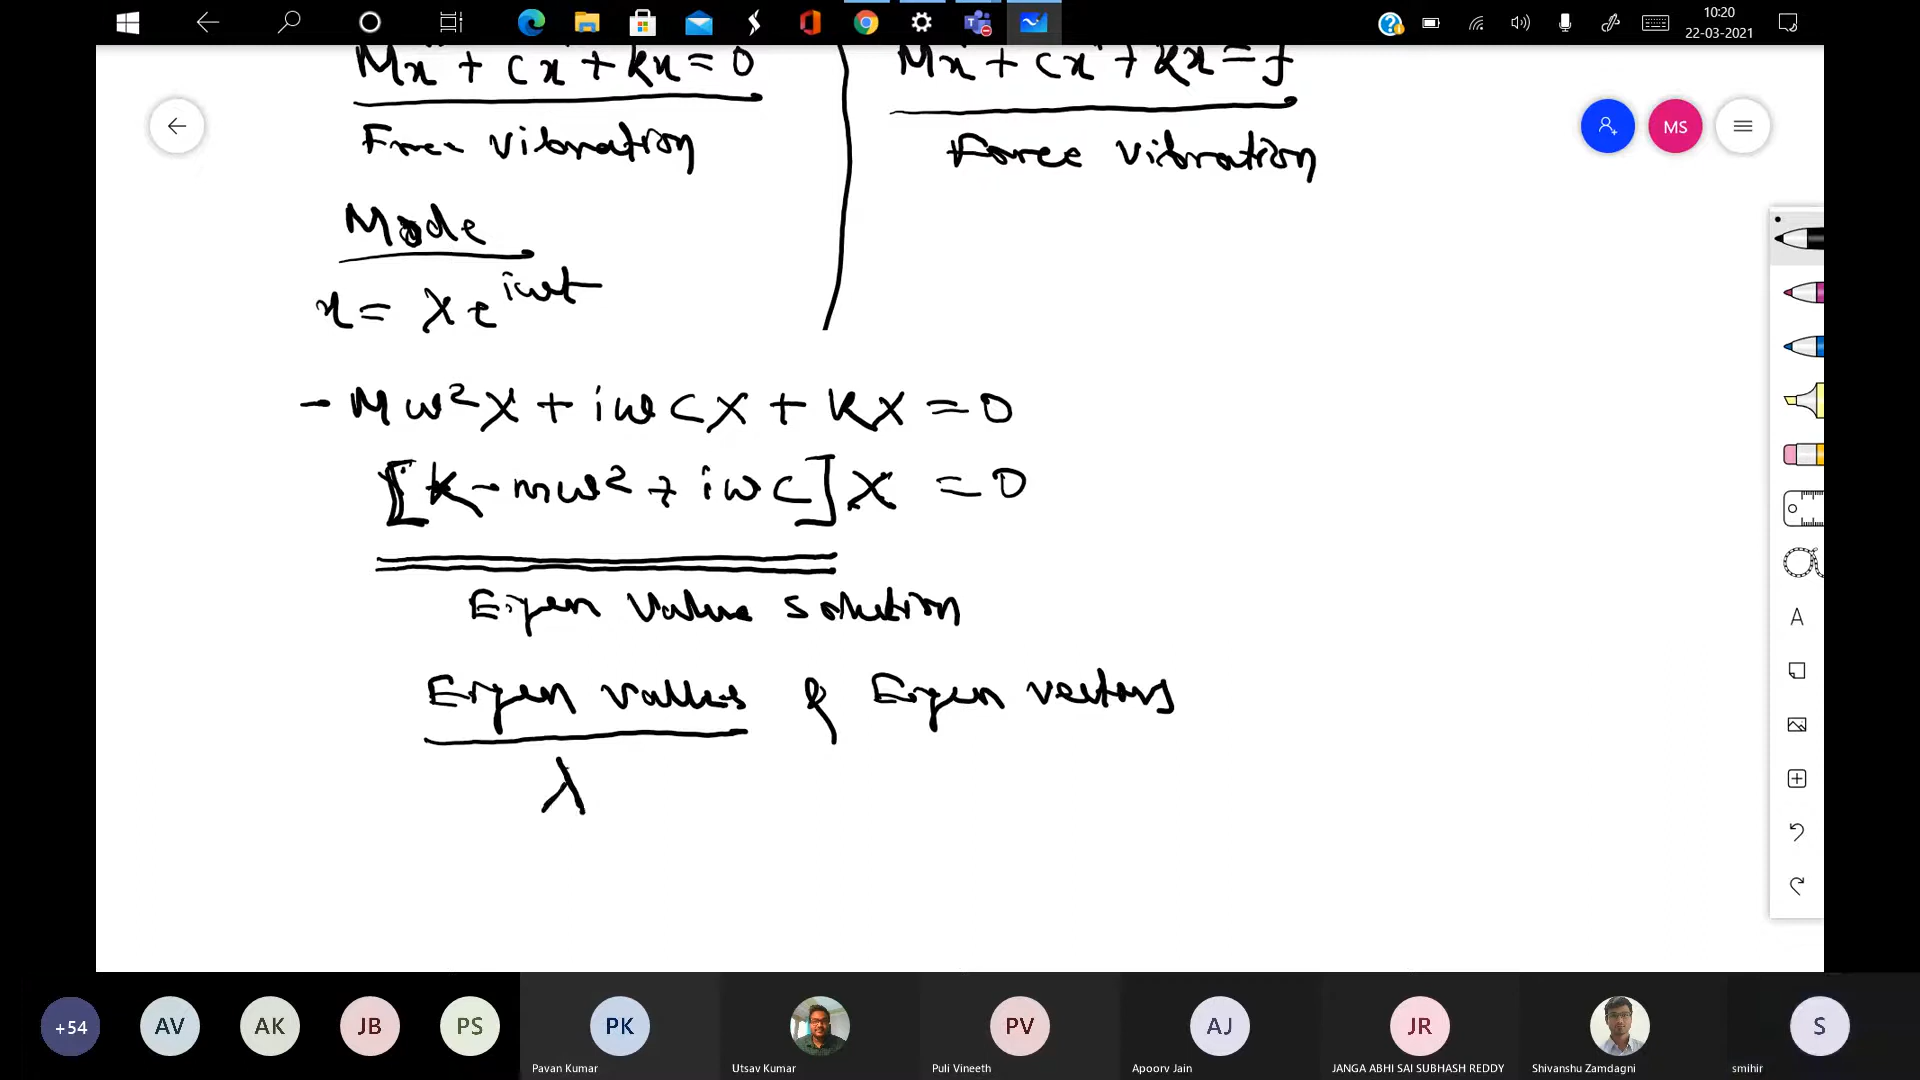 10:20
22-03-2021
Mẍ + cẋ + kx = 0
Mẍ + cẋ + kx = f
Free vibration
Force vibration
MS
Mode
x = X e^{iωt}
- Mω²X + iωCX + kX = 0
[K - mω² + iωC] X = 0
Eigen Value solution
Eigen values & Eigen vectors
λ
A
+54
AV
AK
JB
PS
PK
PV
AJ
JR
S
Pavan Kumar
Utsav Kumar
Puli Vineeth
Apoorv Jain
JANGA ABHI SAI SUBHASH REDDY
Shivanshu Zamdagni
smihir